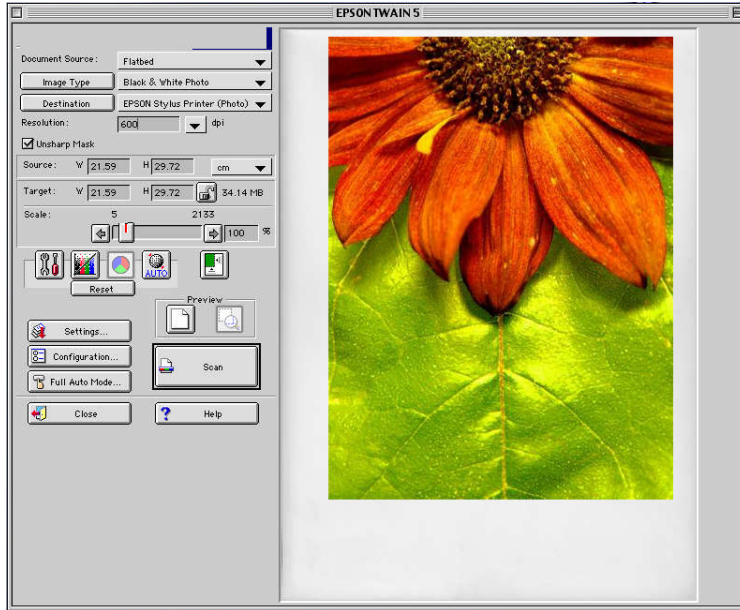 EPSON TWAIN 5
Document Source: Flatbed
Image Type Black & White Photo
Destination EPSON Stylus Printer (Photo)
Resolution: 600 dpi
Unsharp Mask
Source: W 21.59 H 29.72 cm
Target: W 21.59 H 29.72 34.14 MB
Scale: 5 2133
100 %
AUTO
Reset
Preview
Settings...
Configuration...
Scan
Full Auto Mode...
Close ? Help